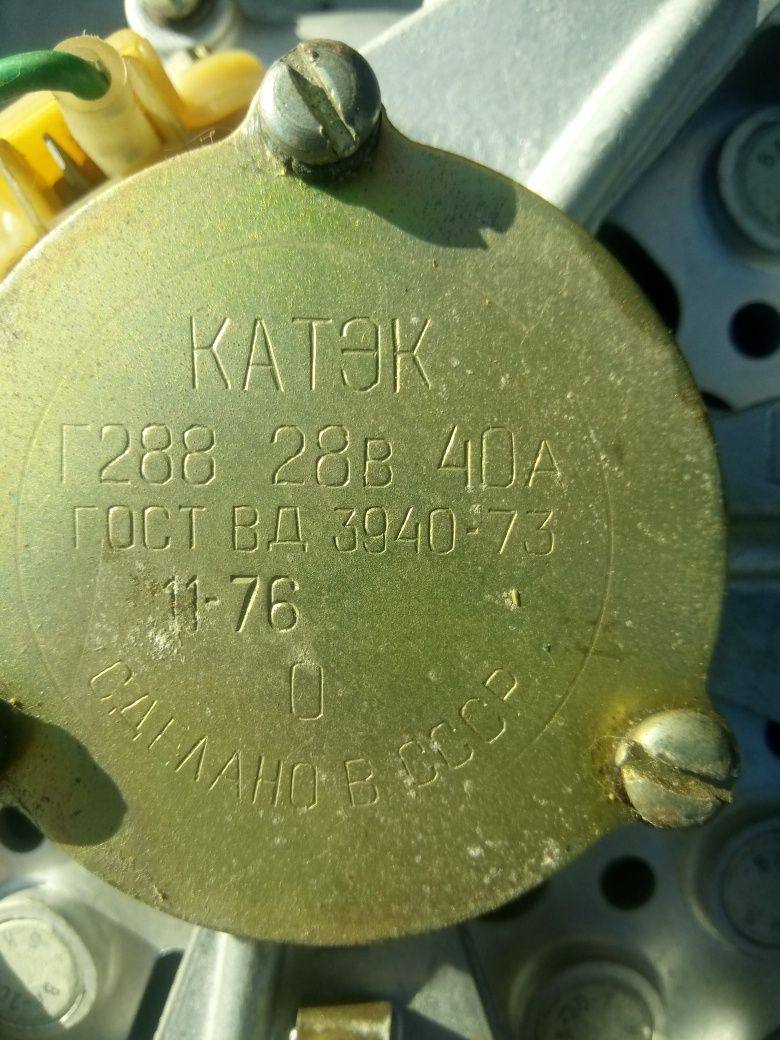 КАТЭК
Г288 28В 40А
ГОСТ ВД 3940-73
11-76
0
СДЕЛАНО В СССР